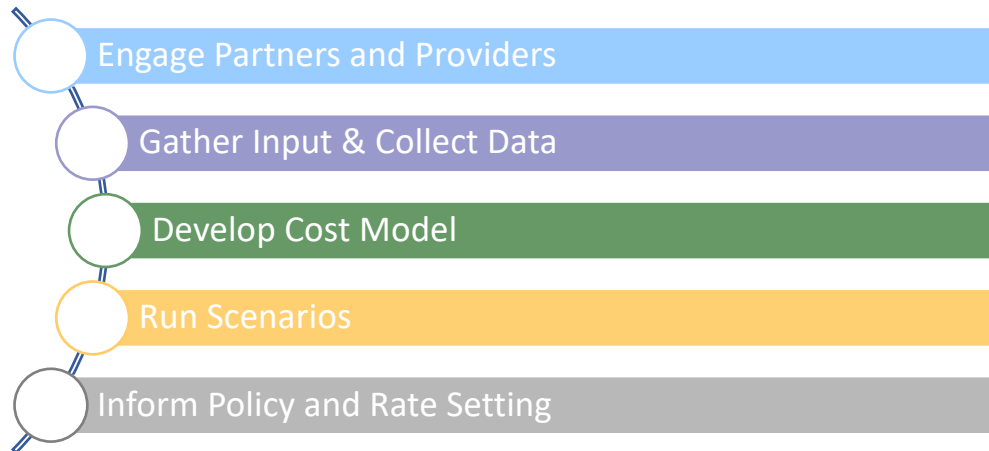 Engage Partners and Providers
Gather Input & Collect Data
Develop Cost Model
Run Scenarios
Inform Policy and Rate Setting